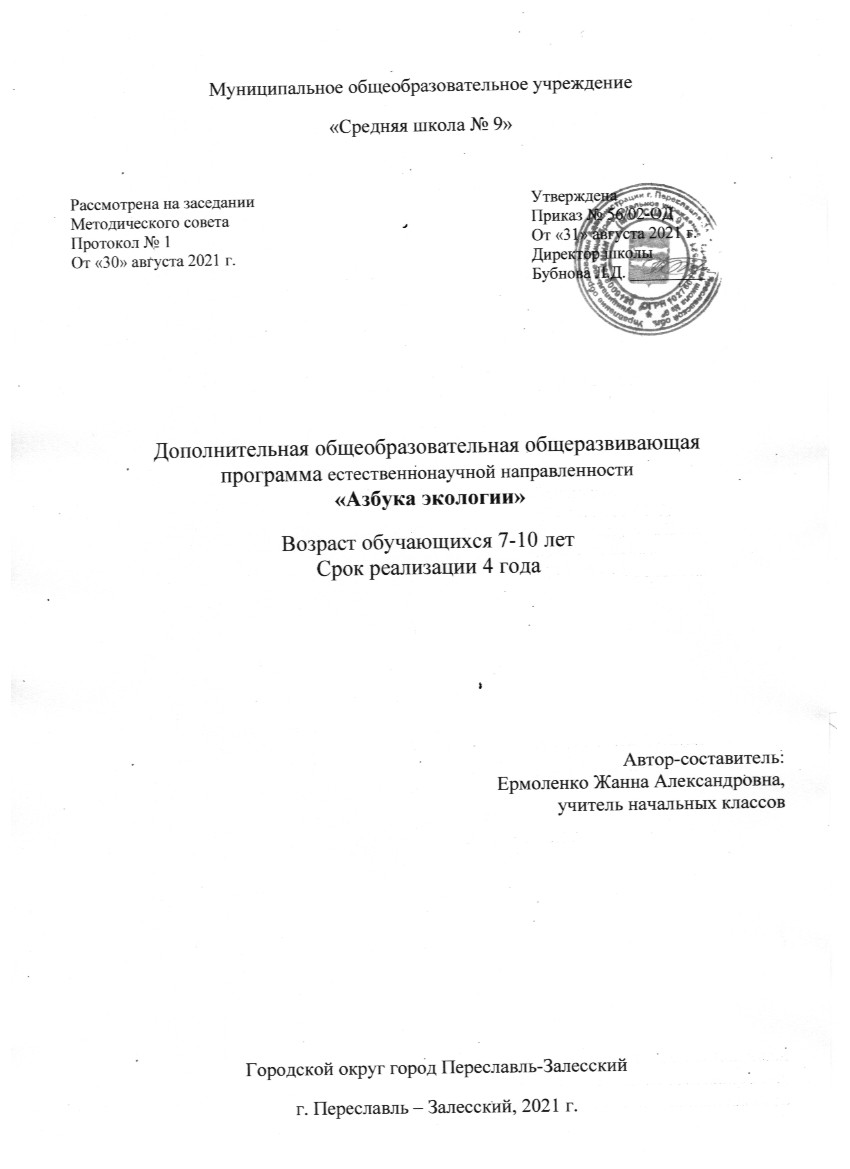 Муниципальное общеобразовательное учреждение
«Средняя школа № 9»
Рассмотрена на заседании
Методического совета
Протокол № 1
От «30» августа 2021 г.
Утверждена
Приказ № 56/02-ОД
От «31» августа 2021 г.
Директор школы
Бубнова Л.Д.
Дополнительная общеобразовательная общеразвивающая
программа естественнонаучной направленности
«Азбука экологии»
Возраст обучающихся 7-10 лет
Срок реализации 4 года
Автор-составитель:
Ермоленко Жанна Александровна,
учитель начальных классов
Городской округ город Переславль-Залесский
г. Переславль – Залесский, 2021 г.